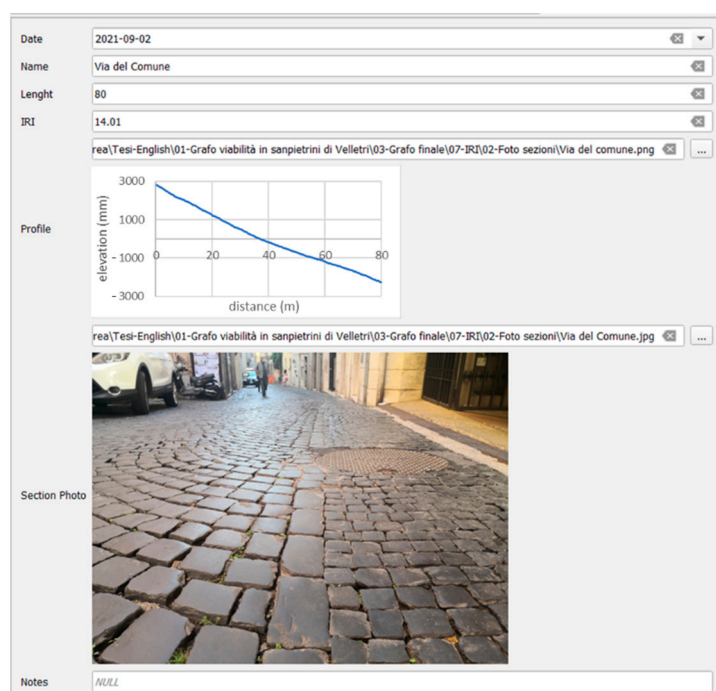 Date 2021-09-02
Name Via del Comune
Lenght 80
IRI 14.01
rea\Tesi-English\01-Grafo viabilità in sanpietrini di Velletri\03-Grafo finale\07-IRI\02-Foto sezioni\Via del comune.png ...
Profile
elevation (mm)
3000
1000
- 1000
- 3000
0 20 40 60 80
distance (m)
rea\Tesi-English\01-Grafo viabilità in sanpietrini di Velletri\03-Grafo finale\07-IRI\02-Foto sezioni\Via del Comune.jpg ...
Section Photo
Notes NULL